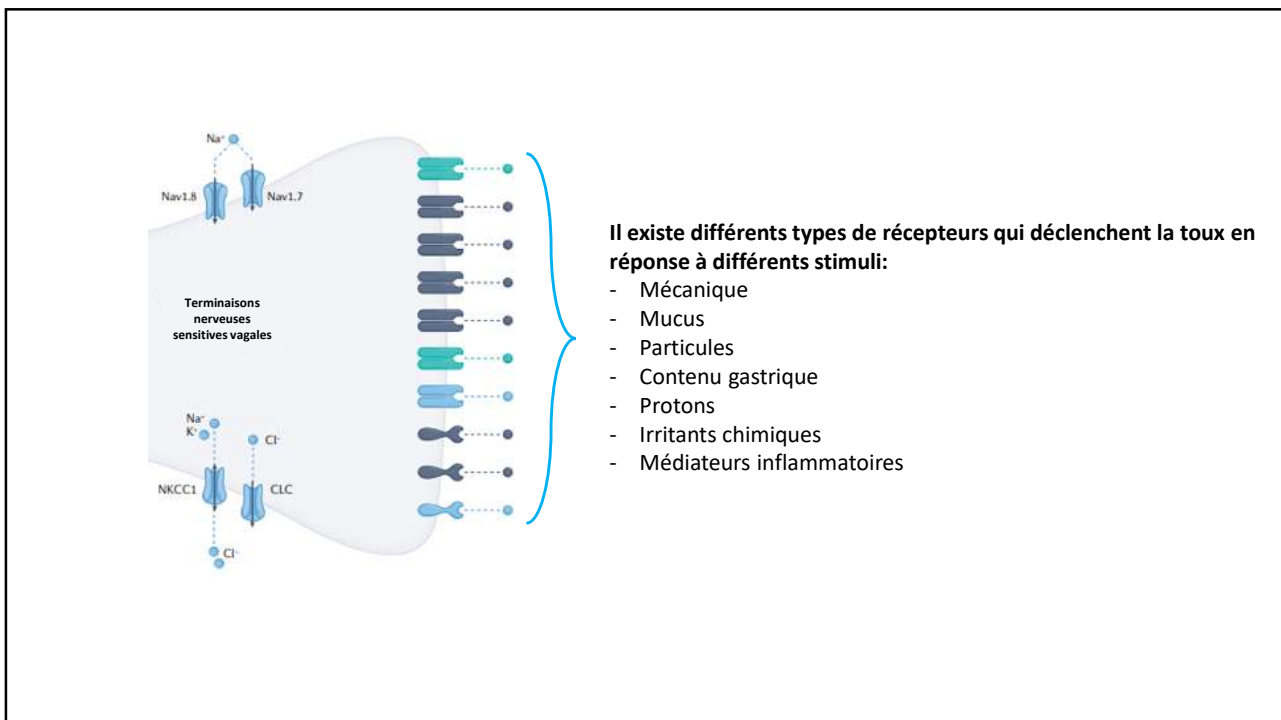 Na⁺
Nav1.8
Nav1.7
Terminaisons
nerveuses
sensitives vagales
Na⁺
K⁺
Cl⁻
NKCC1
CLC
Cl⁻
Il existe différents types de récepteurs qui déclenchent la toux en
réponse à différents stimuli:
- Mécanique
- Mucus
- Particules
- Contenu gastrique
- Protons
- Irritants chimiques
- Médiateurs inflammatoires